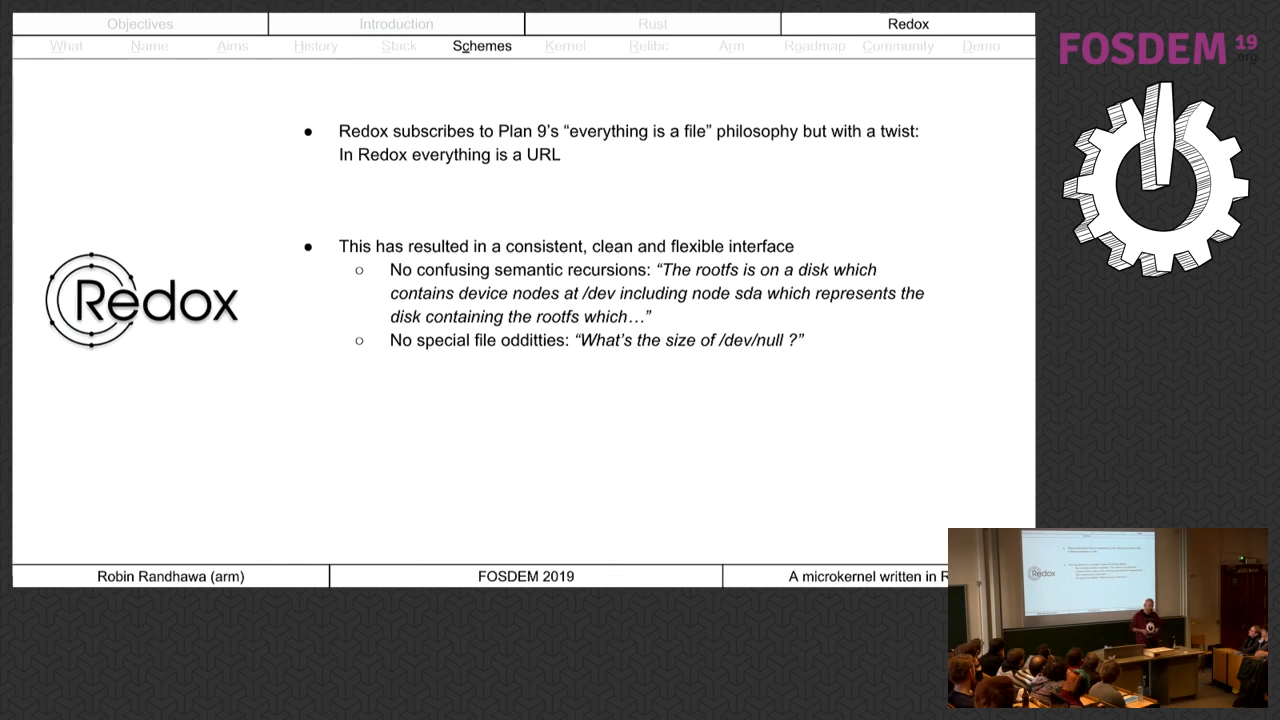 Objectives
Introduction
Rust
Redox
What
Name
Aims
History
Stack
Schemes
Kernel
Relibc
Arm
Roadmap
Community
Demo
FOSDEM 19
.org
● Redox subscribes to Plan 9’s “everything is a file” philosophy but with a twist:
In Redox everything is a URL
● This has resulted in a consistent, clean and flexible interface
○ No confusing semantic recursions: “The rootfs is on a disk which
contains device nodes at /dev including node sda which represents the
disk containing the rootfs which…”
○ No special file odditties: “What’s the size of /dev/null ?”
Redox
Robin Randhawa (arm)
FOSDEM 2019
A microkernel written in R
Redox